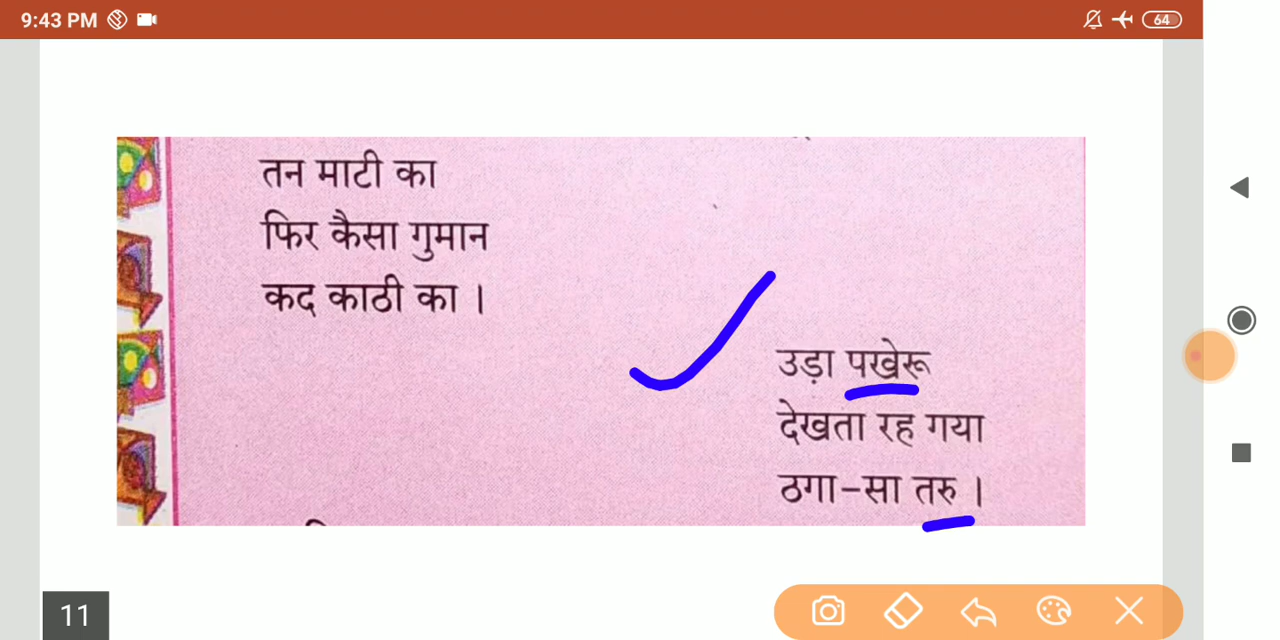 9:43 PM
64
तन माटी का
फिर कैसा गुमान
कद काठी का ।
उड़ा पखेरू
देखता रह गया
ठगा-सा तरु ।
11